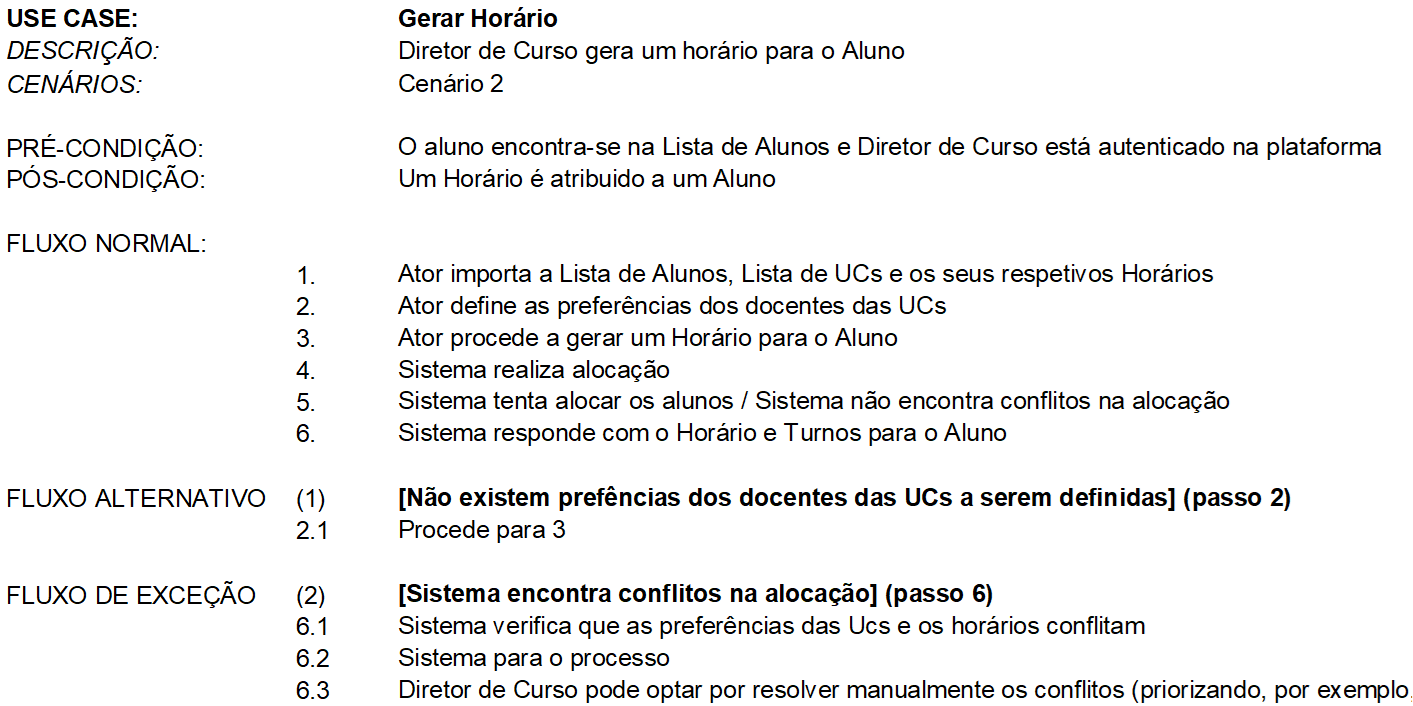 USE CASE: Gerar Horário
DESCRIÇÃO: Diretor de Curso gera um horário para o Aluno
CENÁRIOS: Cenário 2
PRÉ-CONDIÇÃO: O aluno encontra-se na Lista de Alunos e Diretor de Curso está autenticado na plataforma
PÓS-CONDIÇÃO: Um Horário é atribuido a um Aluno
FLUXO NORMAL:
1. Ator importa a Lista de Alunos, Lista de UCs e os seus respetivos Horários
2. Ator define as preferências dos docentes das UCs
3. Ator procede a gerar um Horário para o Aluno
4. Sistema realiza alocação
5. Sistema tenta alocar os alunos / Sistema não encontra conflitos na alocação
6. Sistema responde com o Horário e Turnos para o Aluno
FLUXO ALTERNATIVO (1) [Não existem prefências dos docentes das UCs a serem definidas] (passo 2)
2.1 Procede para 3
FLUXO DE EXCEÇÃO (2) [Sistema encontra conflitos na alocação] (passo 6)
6.1 Sistema verifica que as preferências das Ucs e os horários conflitam
6.2 Sistema para o processo
6.3 Diretor de Curso pode optar por resolver manualmente os conflitos (priorizando, por exemplo,